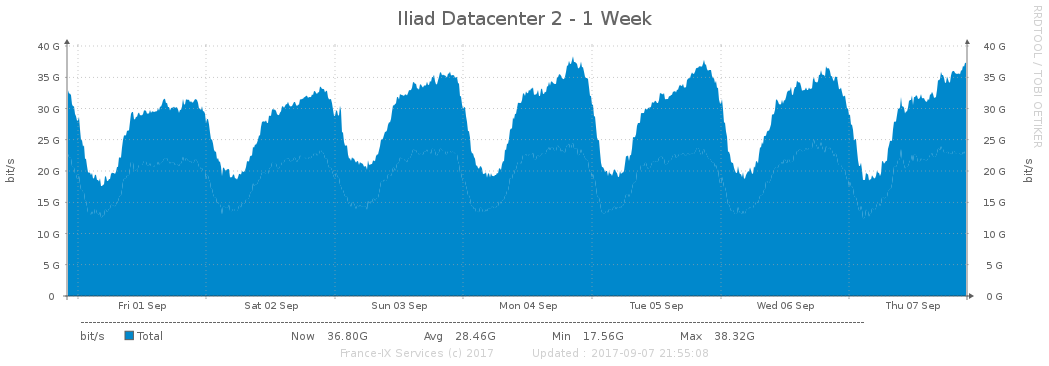 Iliad Datacenter 2 - 1 Week
RRDTOOL / TOBI OETIKER
40 G 40 G
35 G 35 G
30 G 30 G
25 G 25 G
20 G 20 G
15 G 15 G
10 G 10 G
5 G 5 G
0 0 G
bit/s bit/s
Fri 01 Sep Sat 02 Sep Sun 03 Sep Mon 04 Sep Tue 05 Sep Wed 06 Sep Thu 07 Sep
bit/s Total Now 36.80G Avg 28.46G Min 17.56G Max 38.32G
France-IX Services (c) 2017 Updated : 2017-09-07 21:55:08